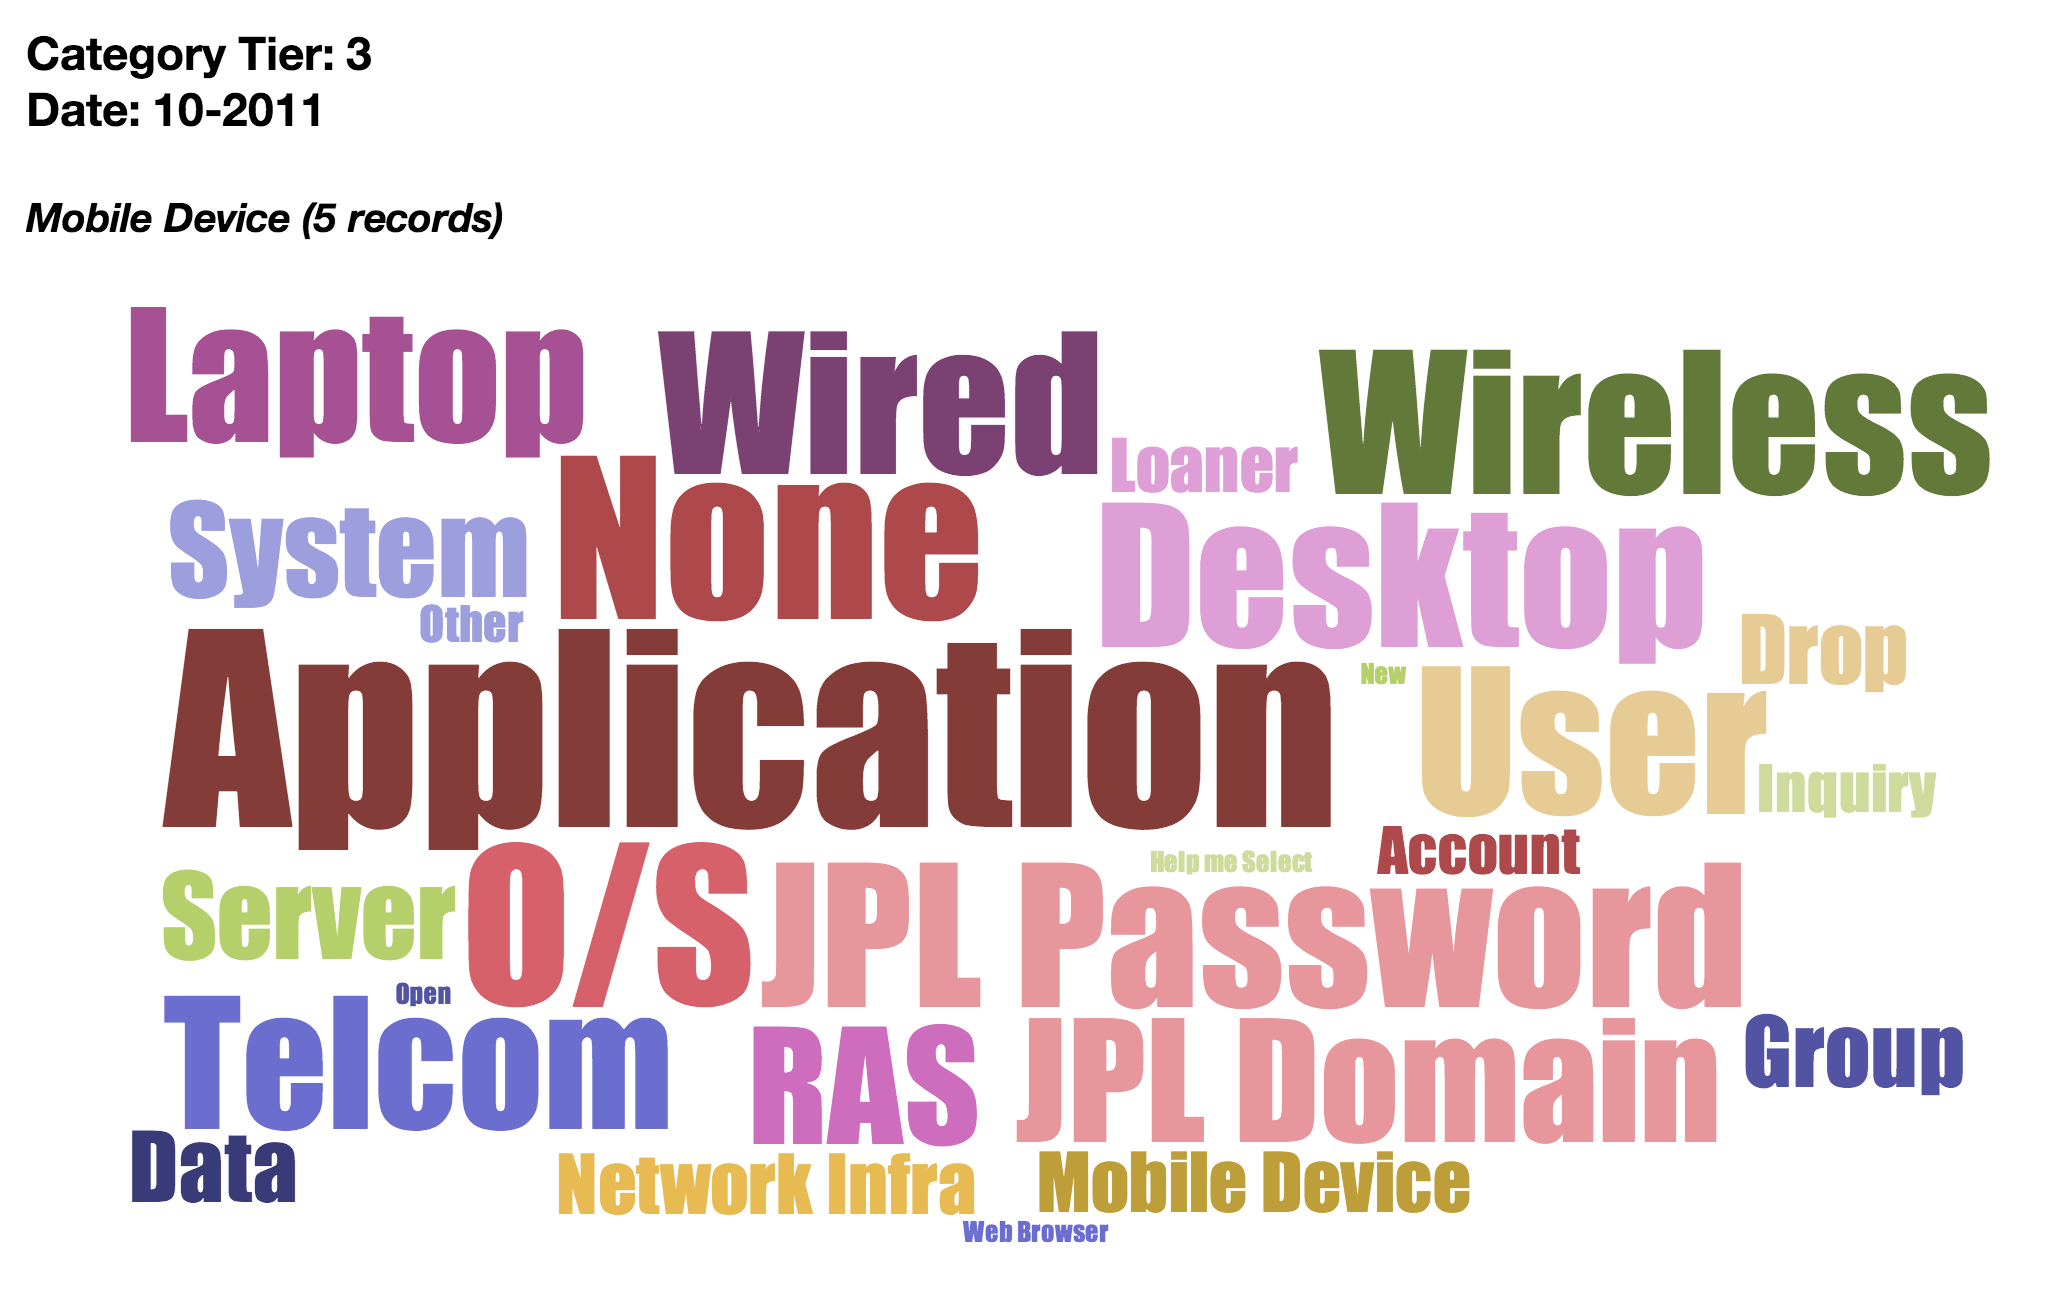 Category Tier: 3
Date: 10-2011
Mobile Device (5 records)
Laptop
Wired
Wireless
Loaner
System
None
Desktop
Other
Drop
Application
New
User
Inquiry
Account
Help me Select
Server
O/S
JPL Password
Open
Telcom
RAS
JPL Domain
Group
Data
Network Infra
Mobile Device
Web Browser